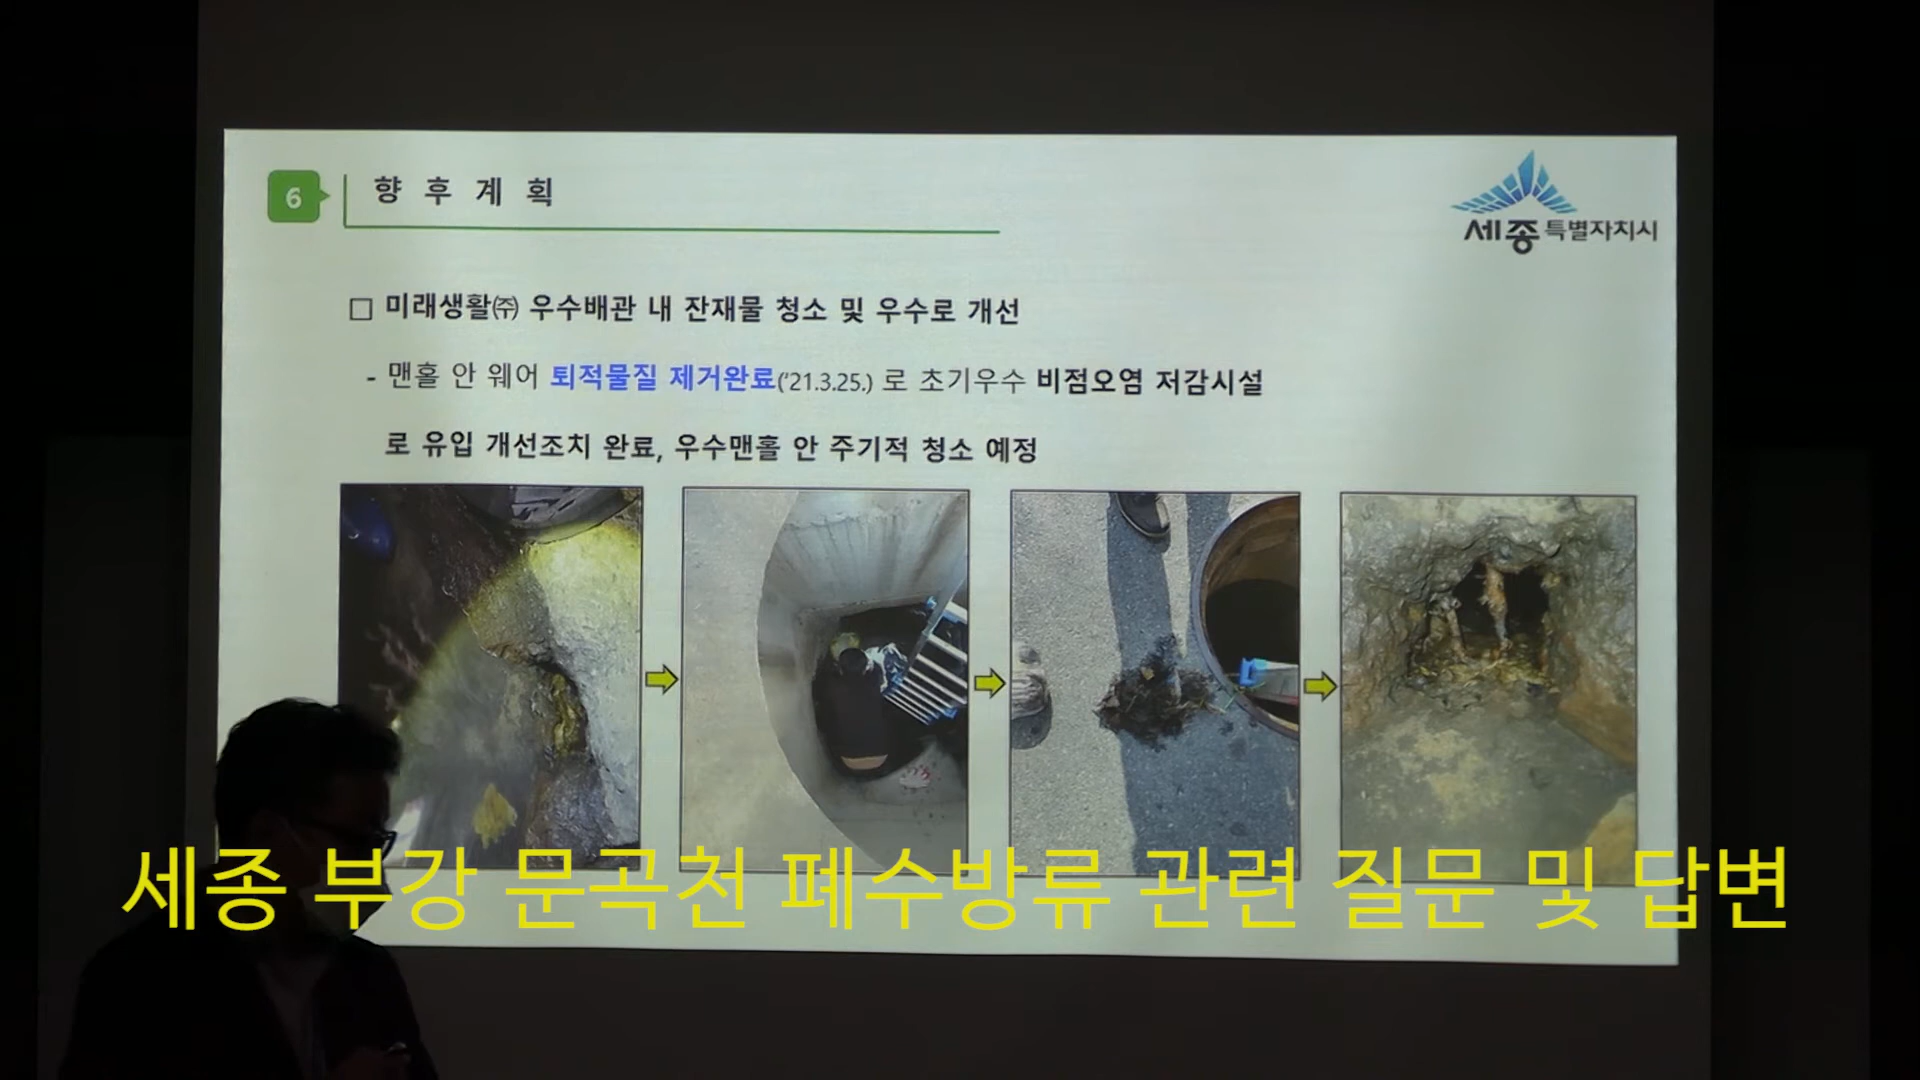 6
향 후 계 획
세종특별자치시
□ 미래생활㈜ 우수배관 내 잔재물 청소 및 우수로 개선
- 맨홀 안 웨어 퇴적물질 제거완료('21.3.25.) 로 초기우수 비점오염 저감시설
로 유입 개선조치 완료, 우수맨홀 안 주기적 청소 예정
세종 부강 문곡천 폐수방류 관련 질문 및 답변